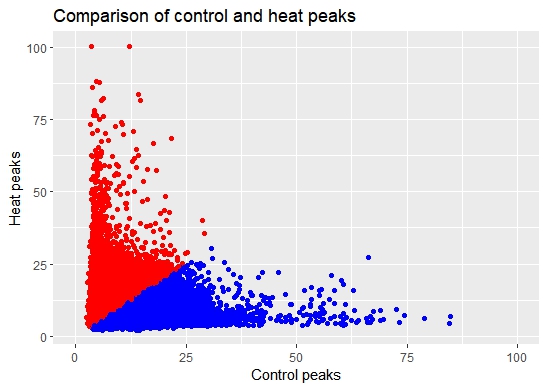 Comparison of control and heat peaks
100
75
50
25
0
Heat peaks
0 25 50 75 100
Control peaks